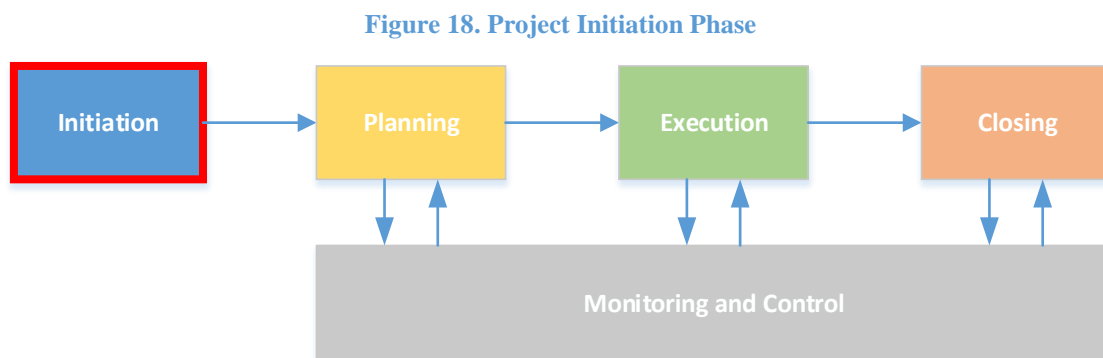 Figure 18. Project Initiation Phase
Initiation
Planning
Execution
Closing
Monitoring and Control